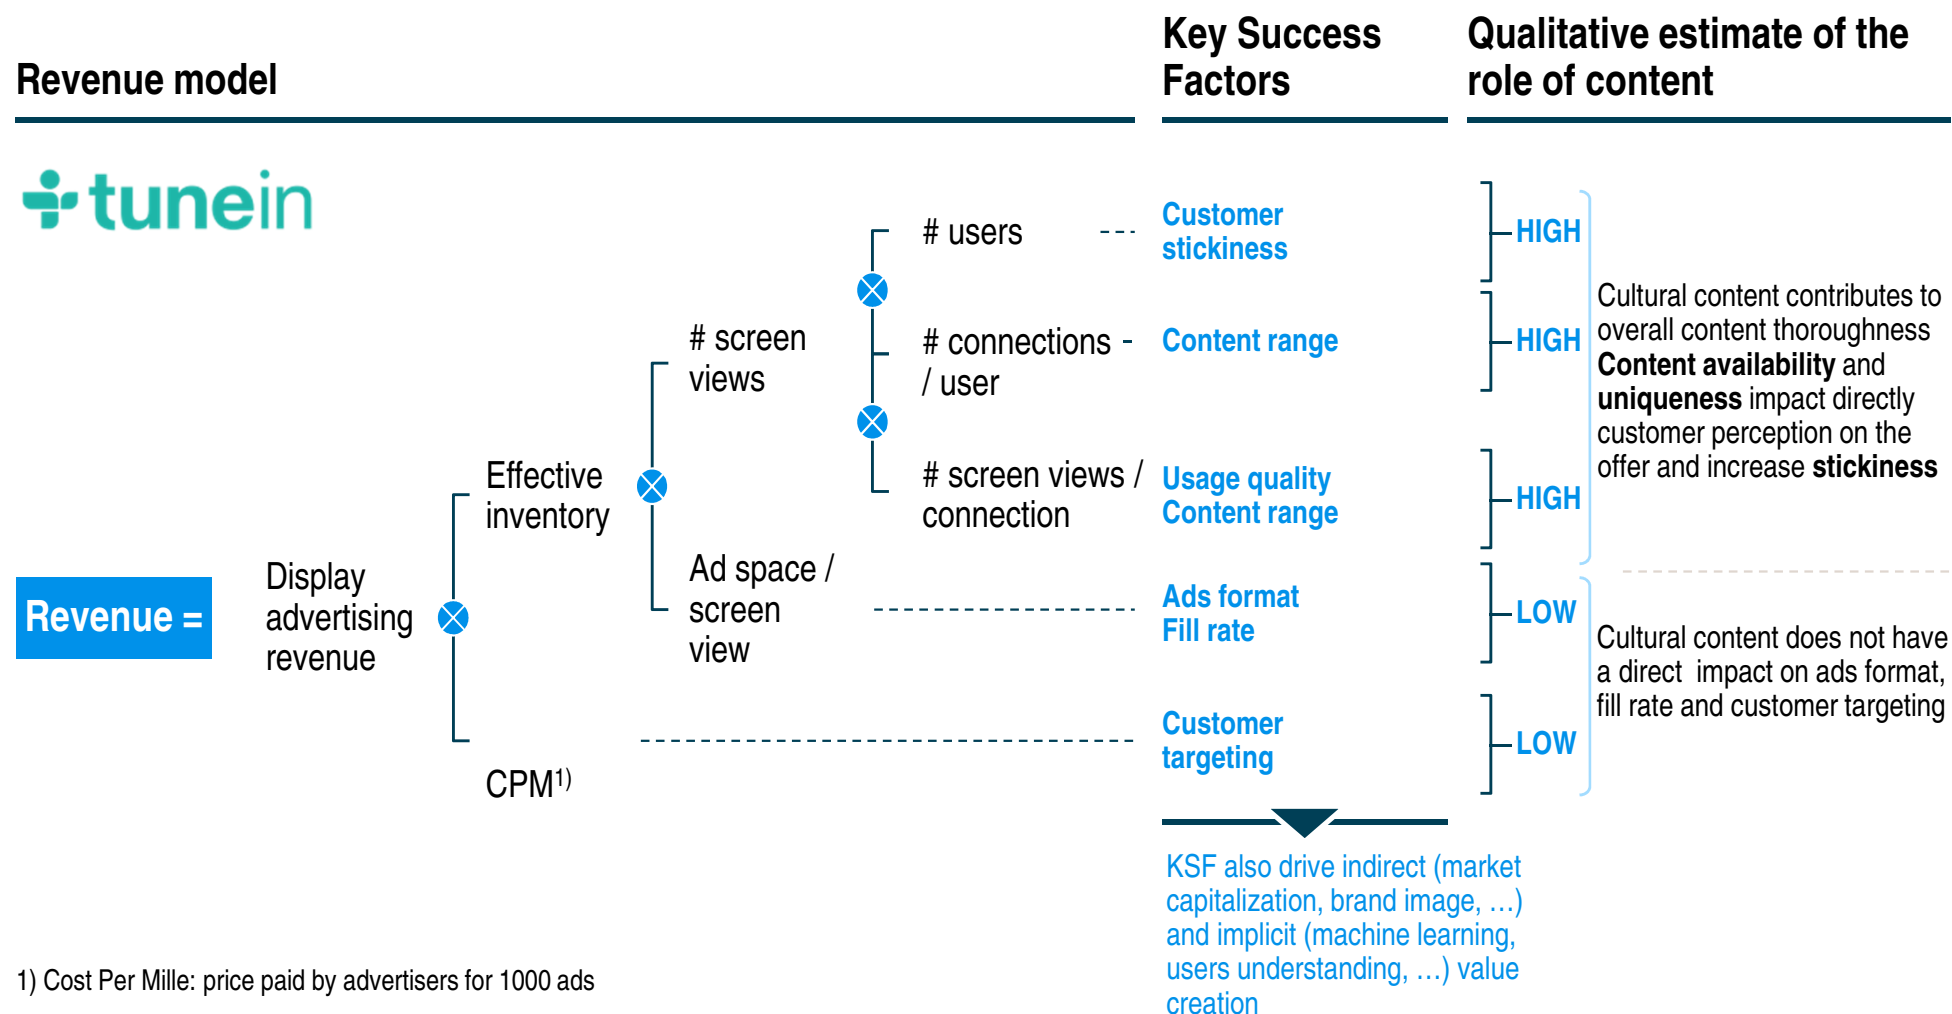 Revenue model
Key Success
Factors
Qualitative estimate of the
role of content
tunein
# users
Customer
stickiness
HIGH
# screen
views
# connections
/ user
Content range
HIGH
Cultural content contributes to
overall content thoroughness
Content availability and
uniqueness impact directly
customer perception on the
offer and increase stickiness
Effective
inventory
# screen views /
connection
Usage quality
Content range
HIGH
Revenue =
Display
advertising
revenue
Ad space /
screen
view
Ads format
Fill rate
LOW
Cultural content does not have
a direct  impact on ads format,
fill rate and customer targeting
CPM1)
Customer
targeting
LOW
KSF also drive indirect (market
capitalization, brand image, …)
and implicit (machine learning,
users understanding, …) value
creation
1) Cost Per Mille: price paid by advertisers for 1000 ads